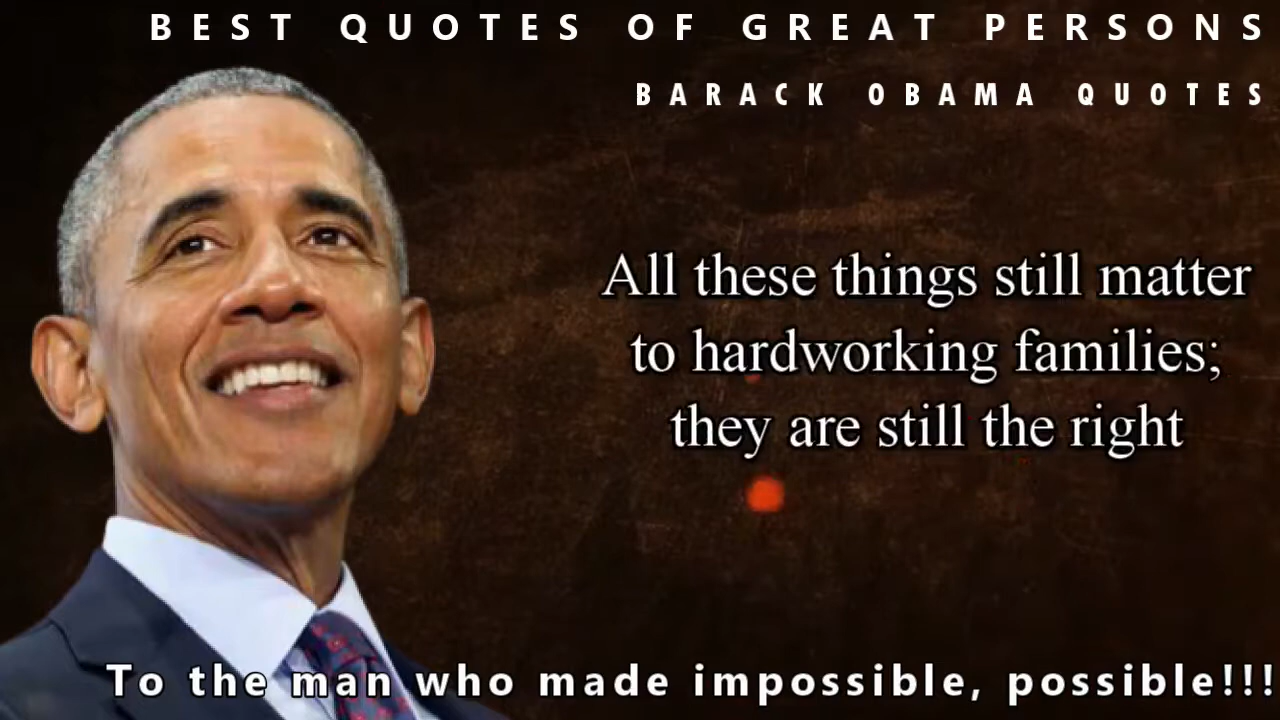 BEST QUOTES OF GREAT PERSONS
BARACK OBAMA QUOTES
All these things still matter
to hardworking families;
they are still the right
To the man who made impossible, possible!!!